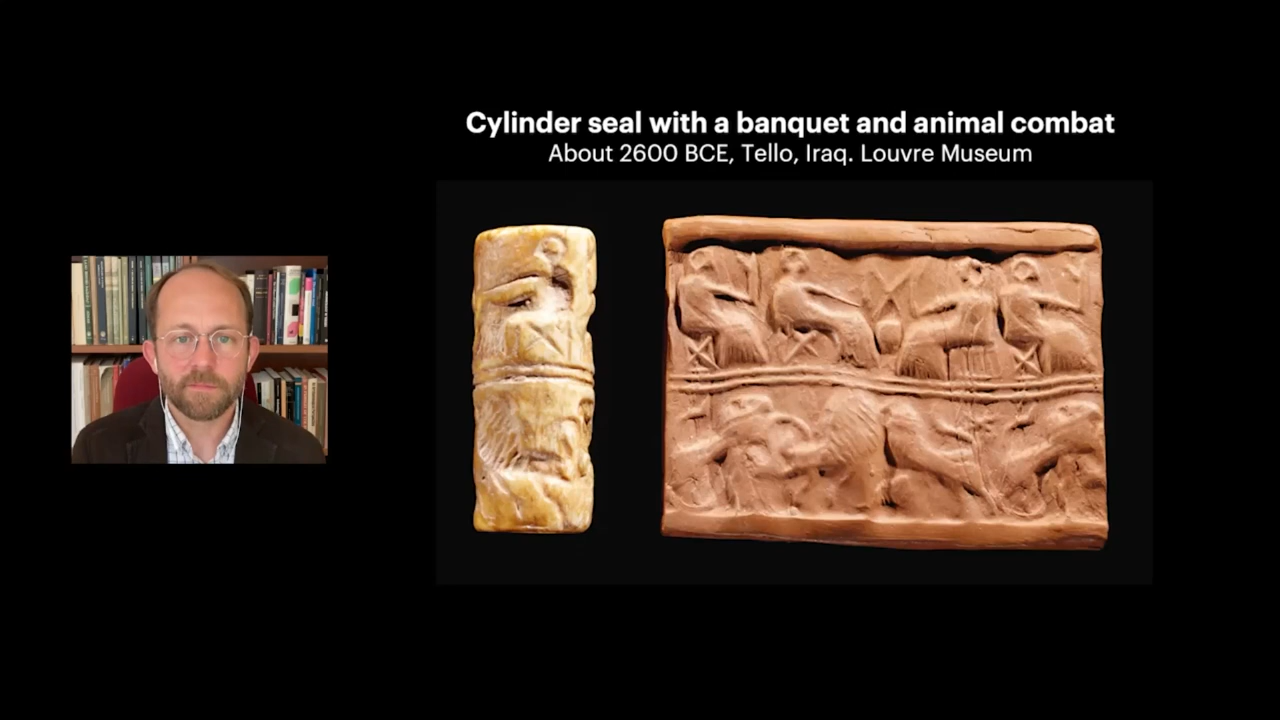 Cylinder seal with a banquet and animal combat
About 2600 BCE, Tello, Iraq. Louvre Museum